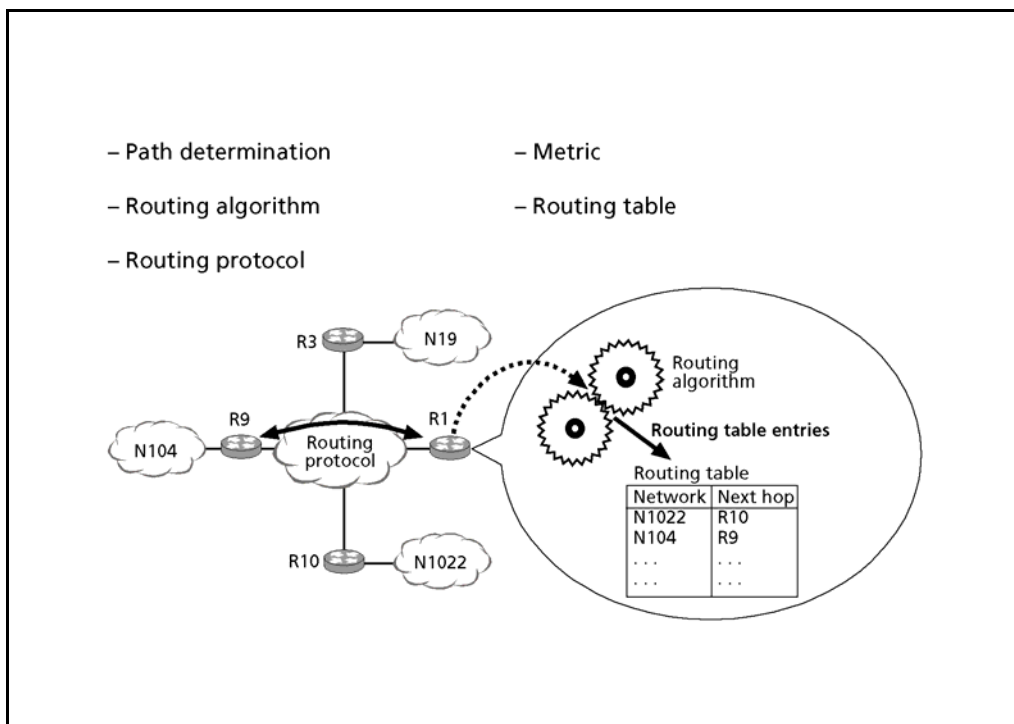 – Path determination
– Metric
– Routing algorithm
– Routing table
– Routing protocol
R3
N19
Routing
algorithm
R9
R1
N104
Routing
protocol
Routing table entries
Routing table
Network Next hop
N1022 R10
N104 R9
. . . . . .
. . . . . .
R10
N1022